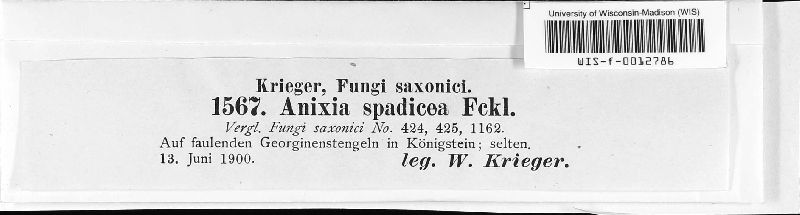 University of Wisconsin-Madison (WIS)
WIS-f-0012786
Krieger, Fungi saxonici.
1567. Anixia spadicea Fckl.
Vergl. Fungi saxonici No. 424, 425, 1162.
Auf faulenden Georginenstengeln in Königstein; selten.
13. Juni 1900. leg. W. Krieger.